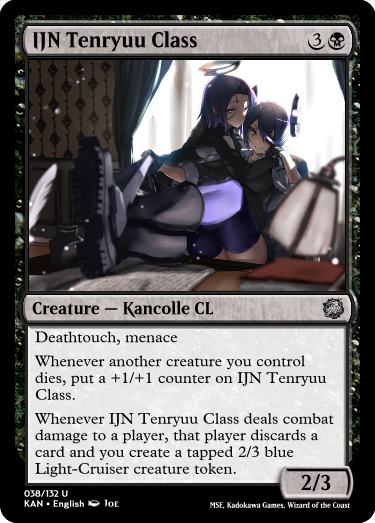 IJN Tenryuu Class 3
Creature — Kancolle CL
Deathtouch, menace
Whenever another creature you control
dies, put a +1/+1 counter on IJN Tenryuu
Class.
Whenever IJN Tenryuu Class deals combat
damage to a player, that player discards a
card and you create a tapped 2/3 blue
Light-Cruiser creature token.
2/3
038/132 U
KAN • English JOE
MSE, Kadokawa Games, Wizard of the Coast